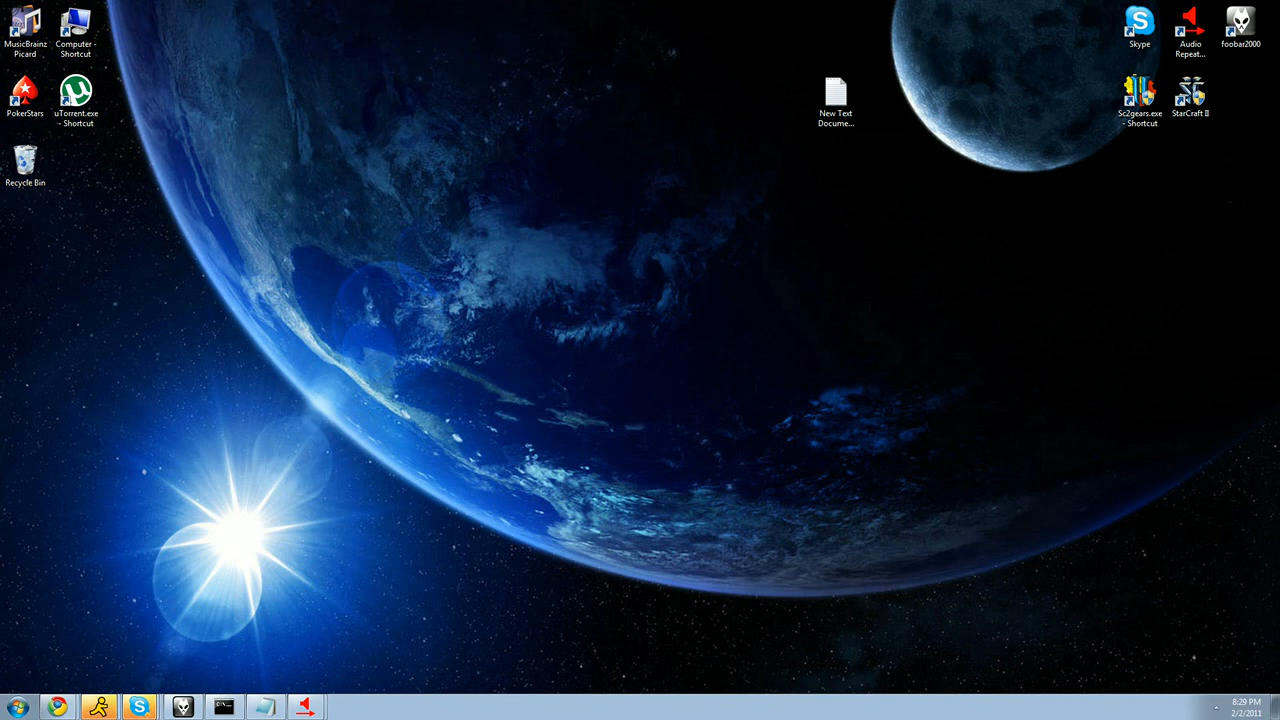 MusicBrainz
Picard
Computer -
Shortcut
PokerStars
uTorrent.exe
- Shortcut
Recycle Bin
New Text
Docume...
Skype
Audio
Repeat...
foobar2000
Sc2gears.exe
- Shortcut
StarCraft II
8:29 PM
2/2/2011